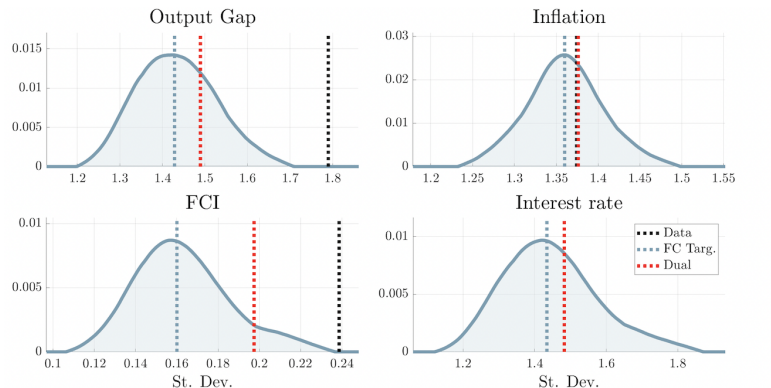 Output Gap
0.015
0.01
0.005
0
1.2 1.3 1.4 1.5 1.6 1.7 1.8
Inflation
0.03
0.02
0.01
0
1.2 1.25 1.3 1.35 1.4 1.45 1.5 1.55
FCI
0.01
0.005
0
0.1 0.12 0.14 0.16 0.18 0.2 0.22 0.24
St. Dev.
Interest rate
0.01
0.005
0
1.2 1.4 1.6 1.8
St. Dev.
Data
FC Targ.
Dual